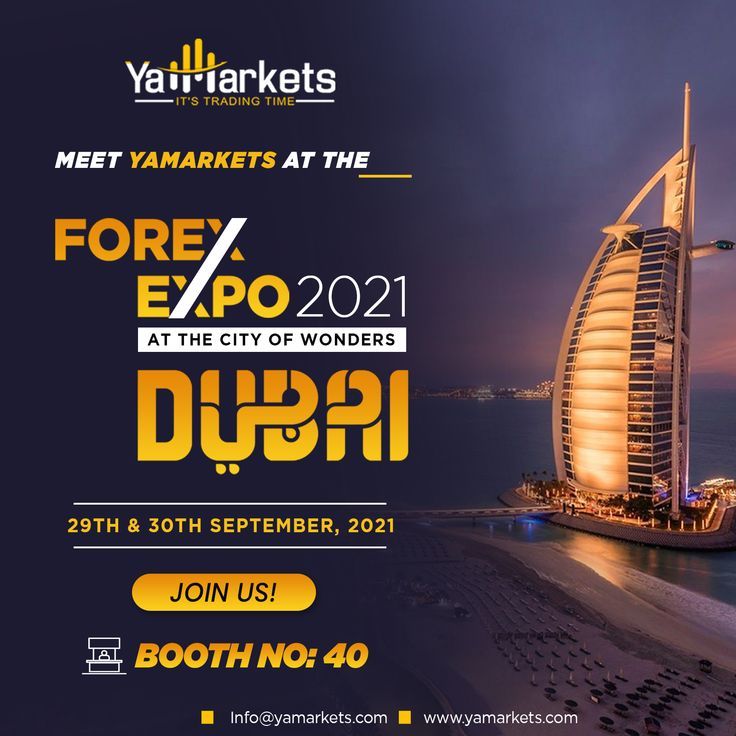 YaMarkets
IT'S TRADING TIME
MEET YAMARKETS AT THE
FOREX
EXPO 2021
AT THE CITY OF WONDERS
DUBAI
29TH & 30TH SEPTEMBER, 2021
JOIN US!
BOOTH NO: 40
Info@yamarkets.com www.yamarkets.com